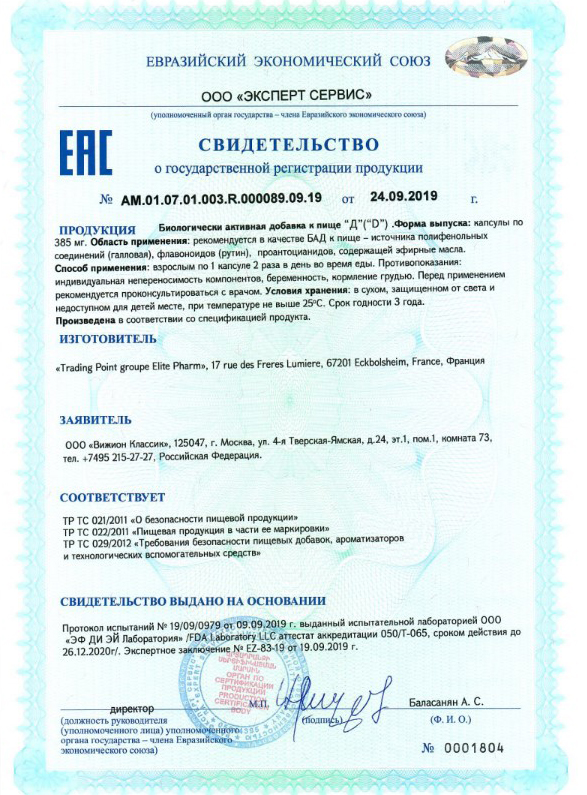 ЕВРАЗИЙСКИЙ ЭКОНОМИЧЕСКИЙ СОЮЗ
ООО «ЭКСПЕРТ СЕРВИС»
(уполномоченный орган государства – члена Евразийского экономического союза)
ЕАС
СВИДЕТЕЛЬСТВО
о государственной регистрации продукции
№ AM.01.07.01.003.R.000089.09.19 от 24.09.2019 г.
ПРОДУКЦИЯ Биологически активная добавка к пище "Д"("D") .Форма выпуска: капсулы по
385 мг. Область применения: рекомендуется в качестве БАД к пище – источника полифенольных
соединений (галловая), флавоноидов (рутин), проантоцианидов, содержащей эфирные масла.
Способ применения: взрослым по 1 капсуле 2 раза в день во время еды. Противопоказания:
индивидуальная непереносимость компонентов, беременность, кормление грудью. Перед применением
рекомендуется проконсультироваться с врачом. Условия хранения: в сухом, защищенном от света и
недоступном для детей месте, при температуре не выше 25°С. Срок годности 3 года.
Произведена в соответствии со спецификацией продукта.
ИЗГОТОВИТЕЛЬ
«Trading Point groupe Elite Pharm», 17 rue des Freres Lumiere, 67201 Eckbolsheim, France, Франция
ЗАЯВИТЕЛЬ
ООО «Вижион Классик», 125047, г. Москва, ул. 4-я Тверская-Ямская, д.24, эт.1, пом.1, комната 73,
тел. +7495 215-27-27, Российская Федерация.
СООТВЕТСТВУЕТ
ТР ТС 021/2011 «О безопасности пищевой продукции»
ТР ТС 022/2011 «Пищевая продукция в части ее маркировки»
ТР ТС 029/2012 «Требования безопасности пищевых добавок, ароматизаторов
и технологических вспомогательных средств»
СВИДЕТЕЛЬСТВО ВЫДАНО НА ОСНОВАНИИ
Протокол испытаний № 19/09/0979 от 09.09.2019 г. выданный испытательной лабораторией ООО
«ЭФ ДИ ЭЙ Лаборатория» /FDA Laboratory LLC аттестат аккредитации 050/Т-065, сроком действия до
26.12.2020г/. Экспертное заключение № EZ-83-19 от 19.09.2019 г.
ОРГАН ПО
СЕРТИФИКАЦИИ
ПРОДУКЦИИ
PRODUCTION
CERTIFICATION
BODY
директор М.П. Баласанян А. С.
(должность руководителя (подпись) (Ф. И. О.)
(уполномоченного лица) уполномоченного
органа государства – члена Евразийского
экономического союза)
№ 0001804